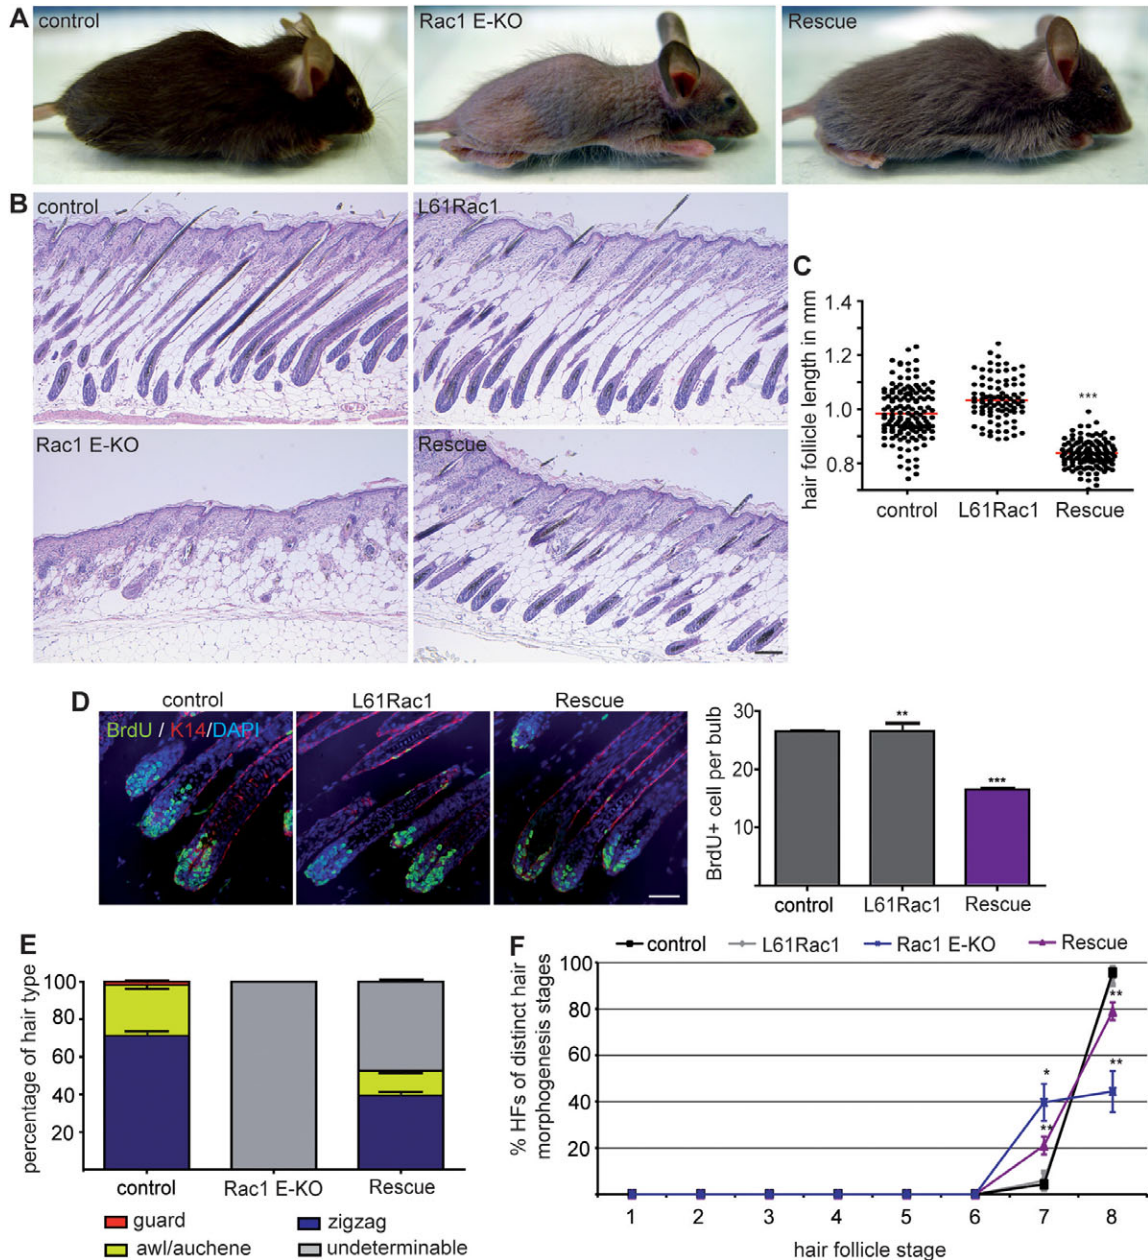 A control Rac1 E-KO Rescue
B control L61Rac1
Rac1 E-KO Rescue
C
hair follicle length in mm
1.4
1.2
1.0
0.8
***
control L61Rac1 Rescue
D control L61Rac1 Rescue
BrdU / K14/DAPI
BrdU+ cell per bulb
30
20
10
**
***
control L61Rac1 Rescue
E
percentage of hair type
100
80
60
40
20
control Rac1 E-KO Rescue
guard zigzag
awl/auchene undeterminable
F
control L61Rac1 Rac1 E-KO Rescue
% HFs of distinct hair
morphogenesis stages
100
80
60
40
20
*
**
**
**
1 2 3 4 5 6 7 8
hair follicle stage